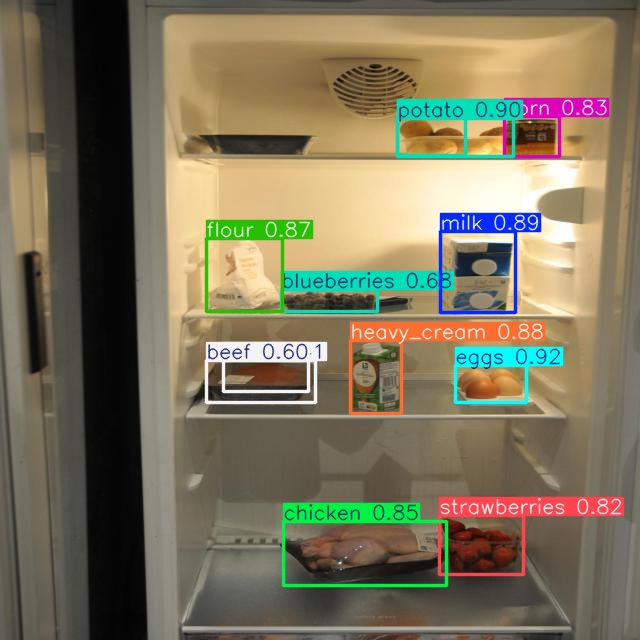 potato 0.90
orn 0.83
flour 0.87
milk 0.89
blueberries 0.68
heavy_cream 0.88
beef 0.60
.1
eggs 0.92
chicken 0.85
strawberries 0.82